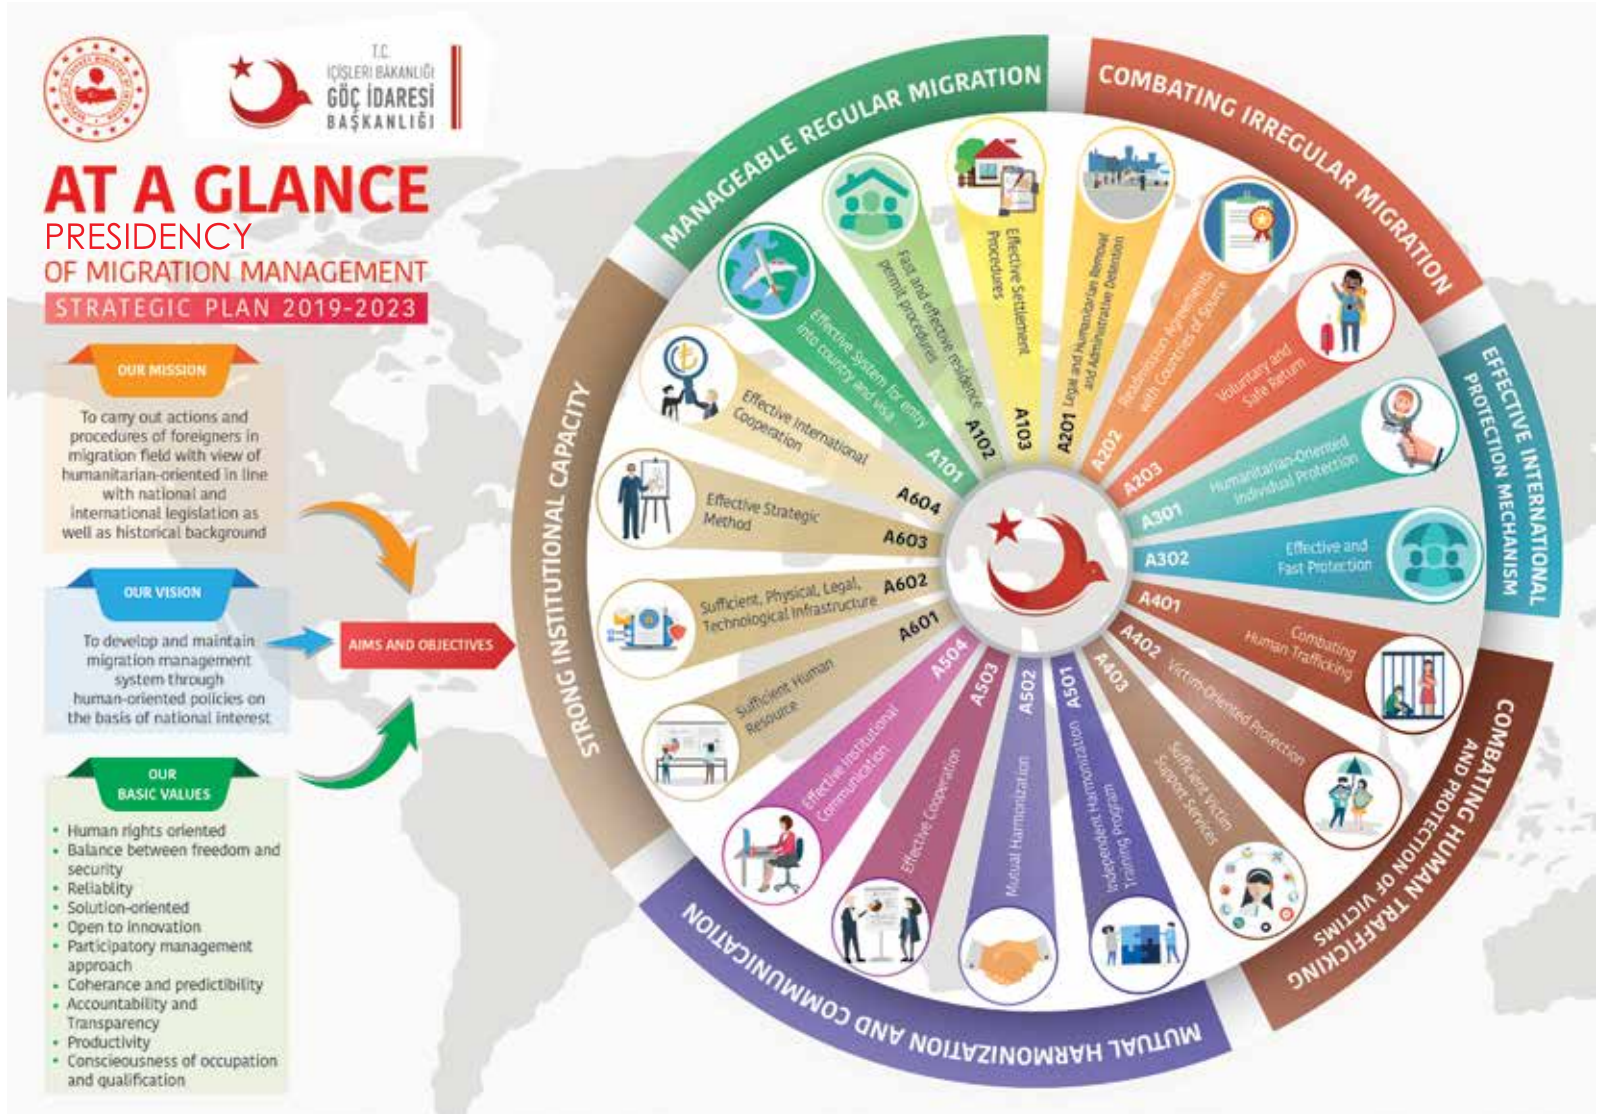 T.C.
İÇİŞLERİ BAKANLIĞI
GÖÇ İDARESİ
BAŞKANLIĞI
AT A GLANCE
PRESIDENCY
OF MIGRATION MANAGEMENT
STRATEGIC PLAN 2019-2023
OUR MISSION
To carry out actions and
procedures of foreigners in
migration field with view of
humanitarian-oriented in line
with national and
international legislation as
well as historical background
OUR VISION
To develop and maintain
migration management
system through
human-oriented policies on
the basis of national interest
AIMS AND OBJECTIVES
OUR
BASIC VALUES
• Human rights oriented
• Balance between freedom and
security
• Reliablity
• Solution-oriented
• Open to innovation
• Participatory management
approach
• Coherance and predictibility
• Accountability and
Transparency
• Productivity
• Conscieousness of occupation
and qualification
MANAGEABLE REGULAR MIGRATION
Effective System for entry
into country and visa
A101
Fast and effective residence
permit procedures
A102
Effective Settlement
Procedures
A103
COMBATING IRREGULAR MIGRATION
A201 Legal and Humanitarian Removal
and Administrative Detention
A202
Readmission Agreements
with Countries of Source
A203
Voluntary and
Safe Return
EFFECTIVE INTERNATIONAL
PROTECTION MECHANISM
A301
Humanitarian-Oriented
Individual Protection
A302
Effective and
Fast Protection
COMBATING HUMAN TRAFFICKING
AND PROTECTION OF VICTIMS
A401
Combating
Human Trafficking
A402 Victim-Oriented Protection
A403
Sufficient Victim
Support Services
MUTUAL HARMONIZATION AND COMMUNICATION
A501
Independent Harmonization
Training Program
A502
Mutual Harmonization
A503
Effective Cooperation
A504
Effective Institutional
Communication
STRONG INSTITUTIONAL CAPACITY
A601
Sufficient Human
Resource
A602
Sufficient, Physical, Legal,
Technological Infrastructure
A603
Effective Strategic
Method
A604
Effective International
Cooperation